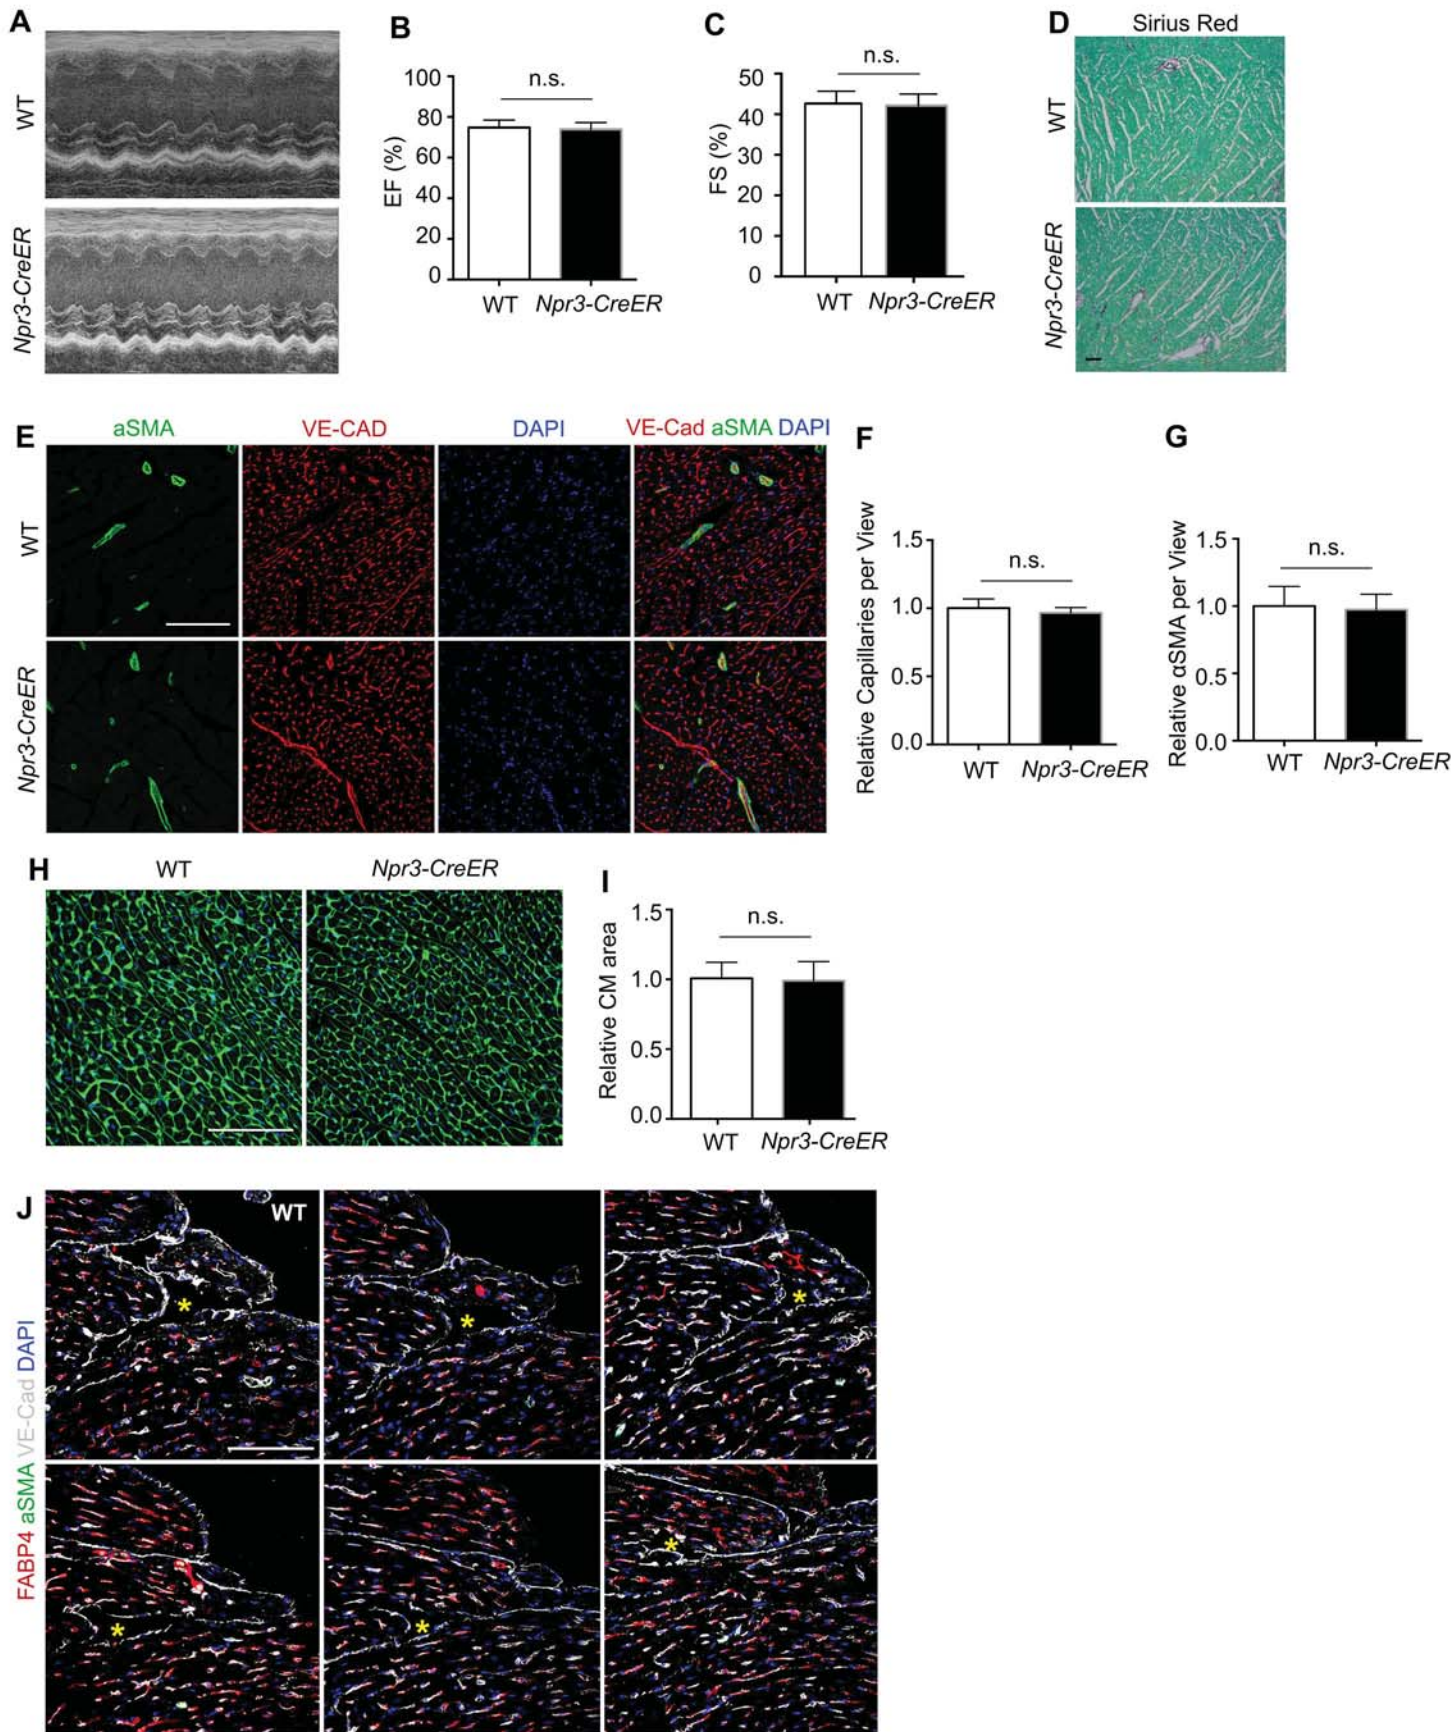 A
WT
Npr3-CreER
B
EF (%)
100
80
60
40
20
0
n.s.
WT Npr3-CreER
C
FS (%)
50
40
30
20
10
0
n.s.
WT Npr3-CreER
D
Sirius Red
WT
Npr3-CreER
E
aSMA VE-CAD DAPI VE-Cad aSMA DAPI
WT
Npr3-CreER
F
Relative Capillaries per View
1.5
1.0
0.5
0.0
n.s.
WT Npr3-CreER
G
Relative αSMA per View
1.5
1.0
0.5
0.0
n.s.
WT Npr3-CreER
H
WT Npr3-CreER
I
Relative CM area
1.5
1.0
0.5
0.0
n.s.
WT Npr3-CreER
J
FABP4 aSMA VE-Cad DAPI
WT
*
*
*
*
*
*